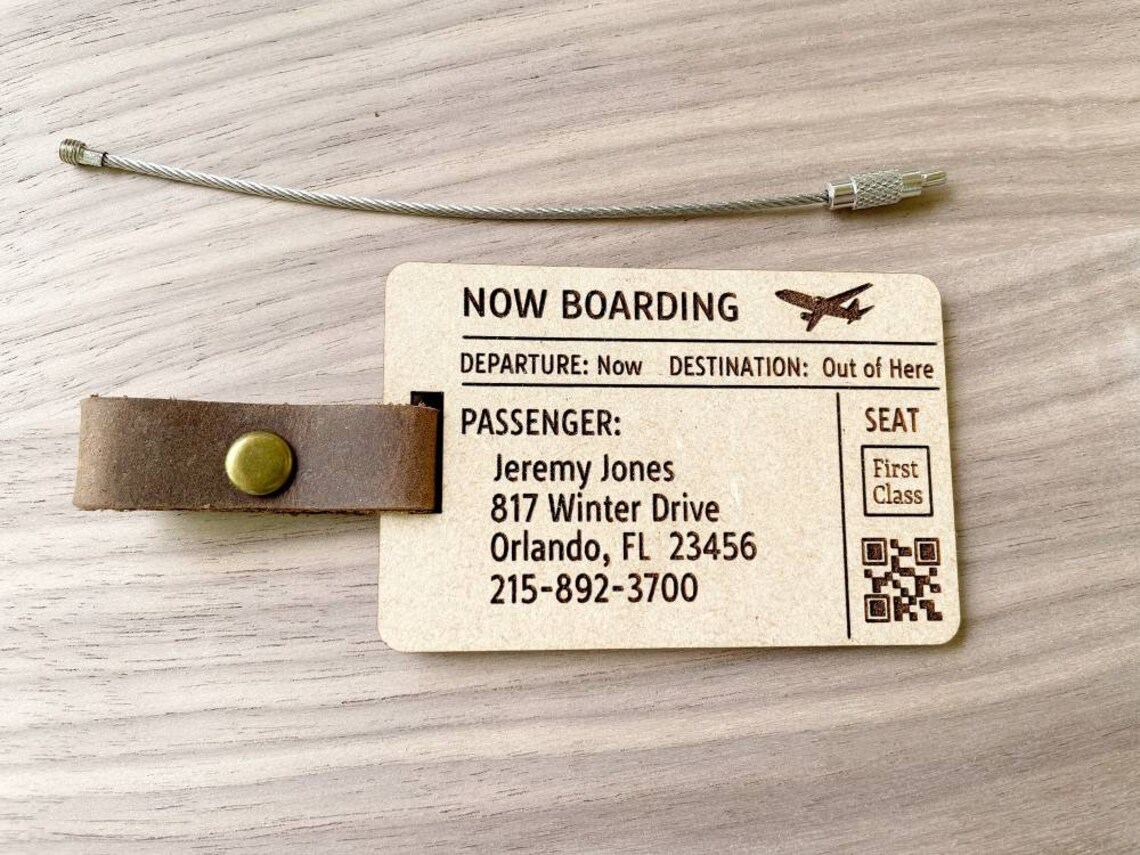 NOW BOARDING
DEPARTURE: Now DESTINATION: Out of Here
PASSENGER:
Jeremy Jones
817 Winter Drive
Orlando, FL 23456
215-892-3700
SEAT
First
Class